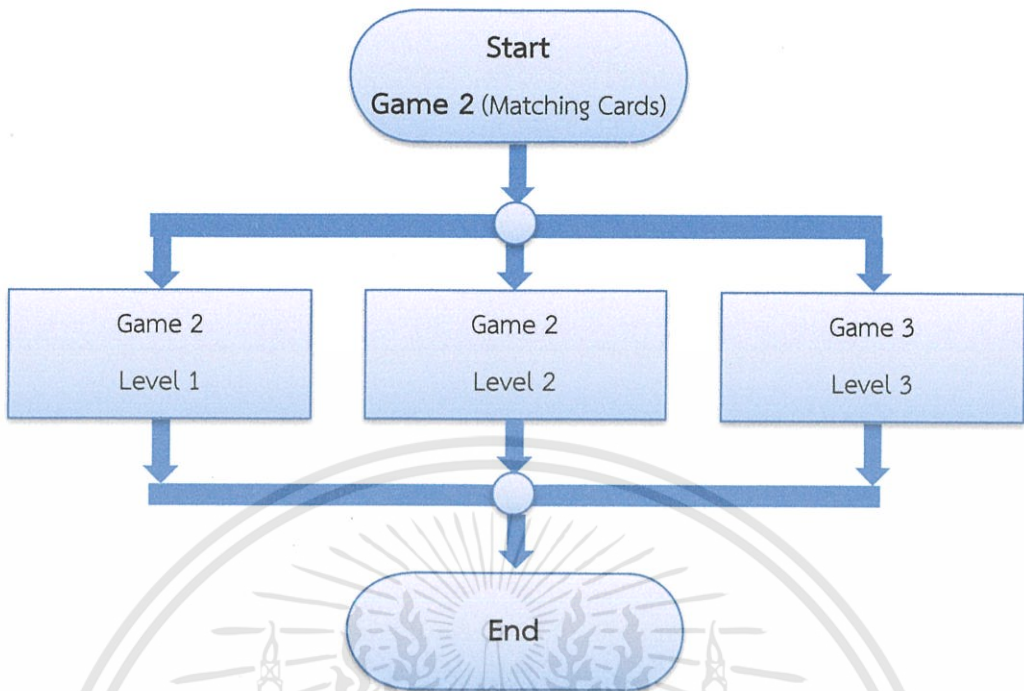 Start
Game 2 (Matching Cards)
Game 2
Level 1
Game 2
Level 2
Game 3
Level 3
End